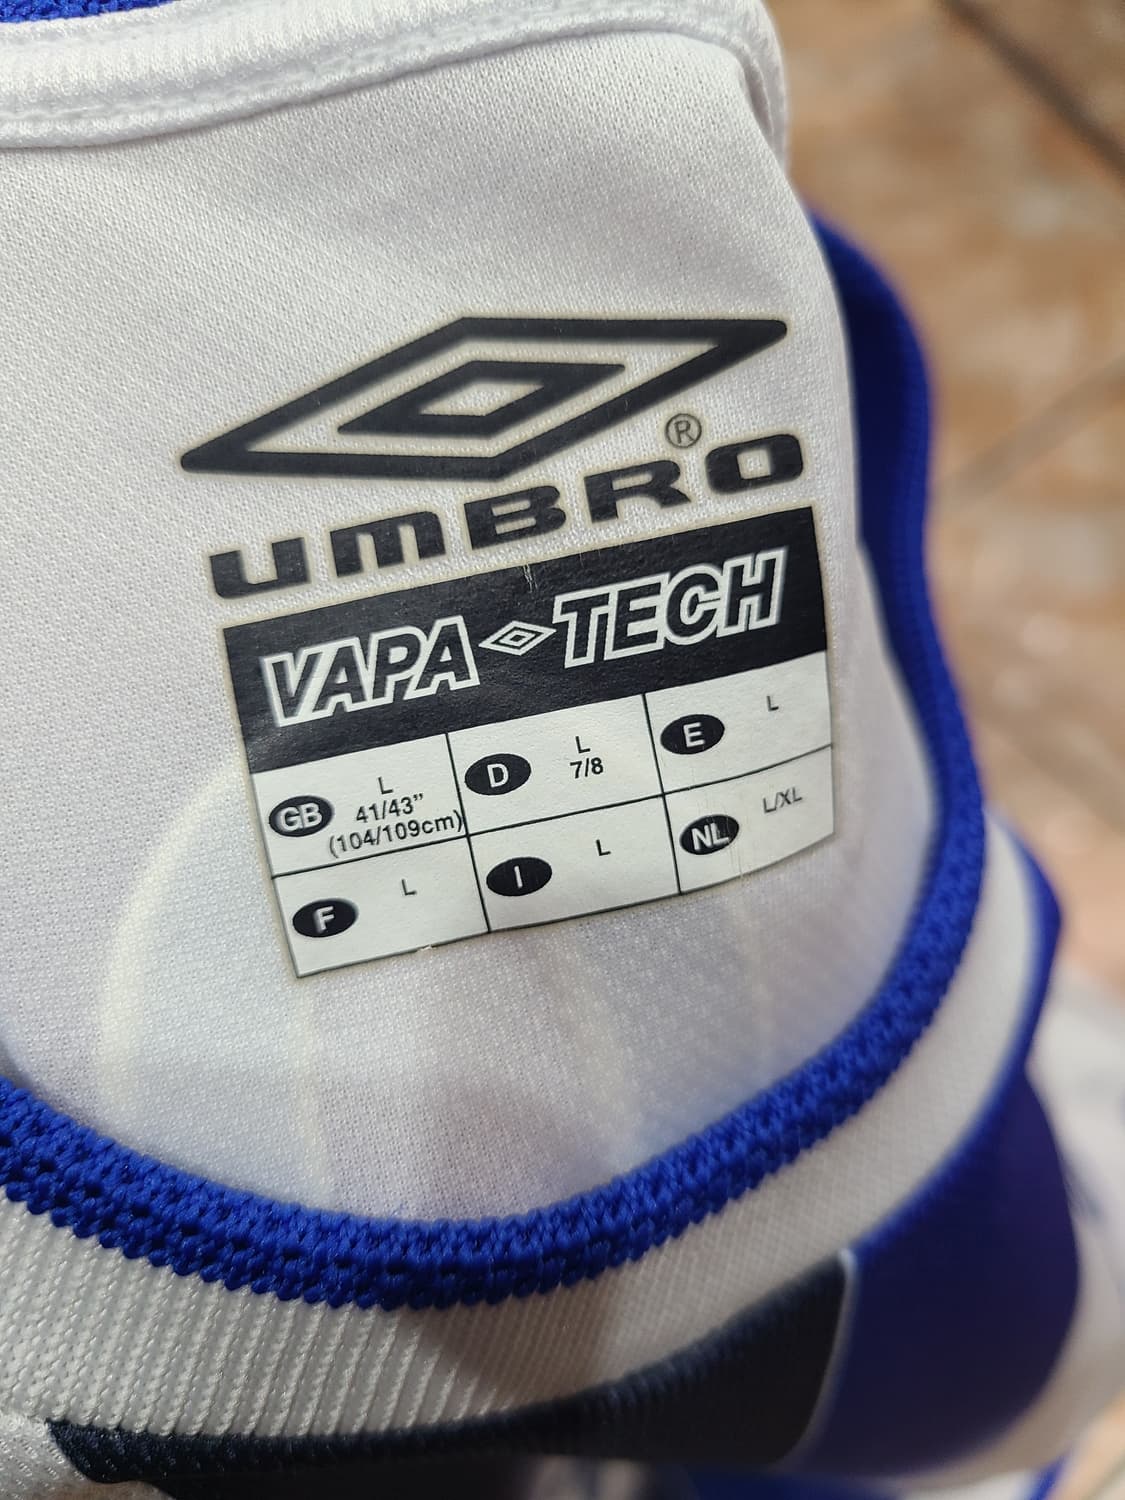 UMBRO®
VAPA TECH
GB L
41/43”
(104/109cm)
D L
7/8
E L
F L
I L
NL L/XL